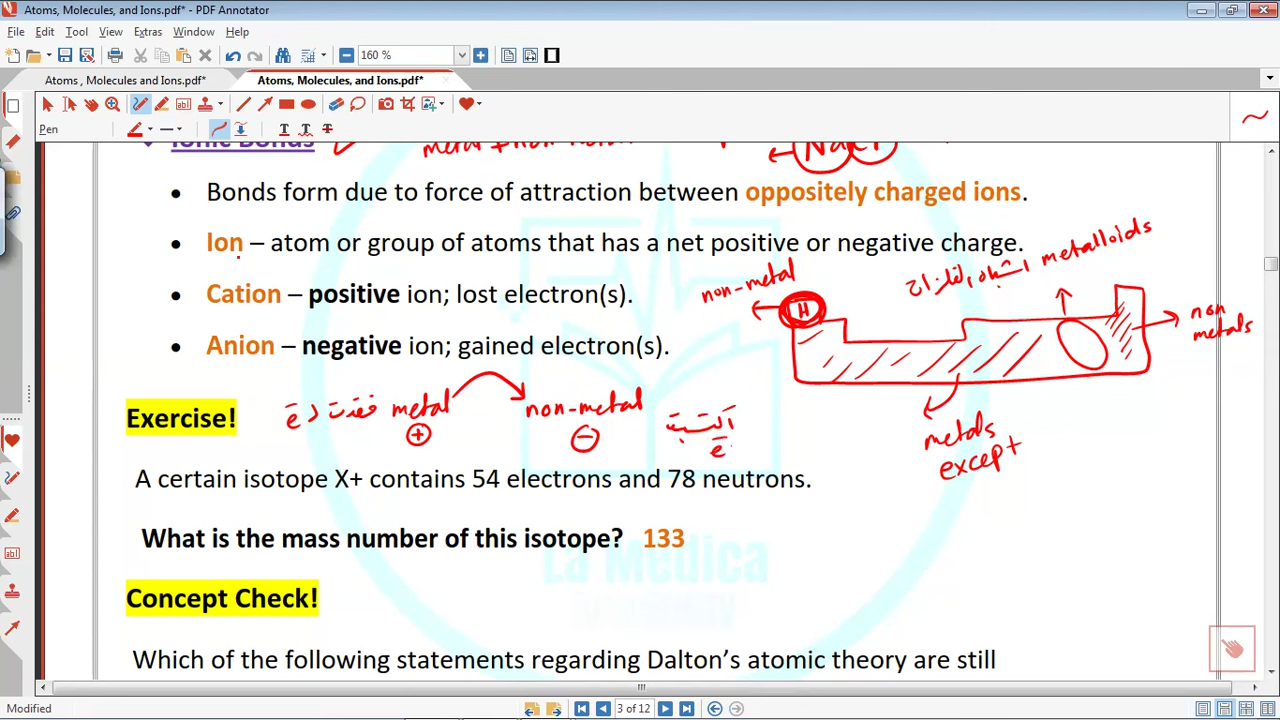 Atoms, Molecules, and Ions.pdf* - PDF Annotator
File Edit Tool View Extras Window Help
160 %
Atoms , Molecules and Ions.pdf* Atoms, Molecules, and Ions.pdf*
Pen
Ionic Bonds
NaCl
• Bonds form due to force of attraction between oppositely charged ions.
• Ion – atom or group of atoms that has a net positive or negative charge.
metalloids
non-metal
• Cation – positive ion; lost electron(s).
H
non metals
• Anion – negative ion; gained electron(s).
Exercise!
e metal non-metal
+ − e
metals
except
A certain isotope X+ contains 54 electrons and 78 neutrons.
What is the mass number of this isotope? 133
La Medica
Concept Check!
Which of the following statements regarding Dalton’s atomic theory are still
Modified
3 of 12